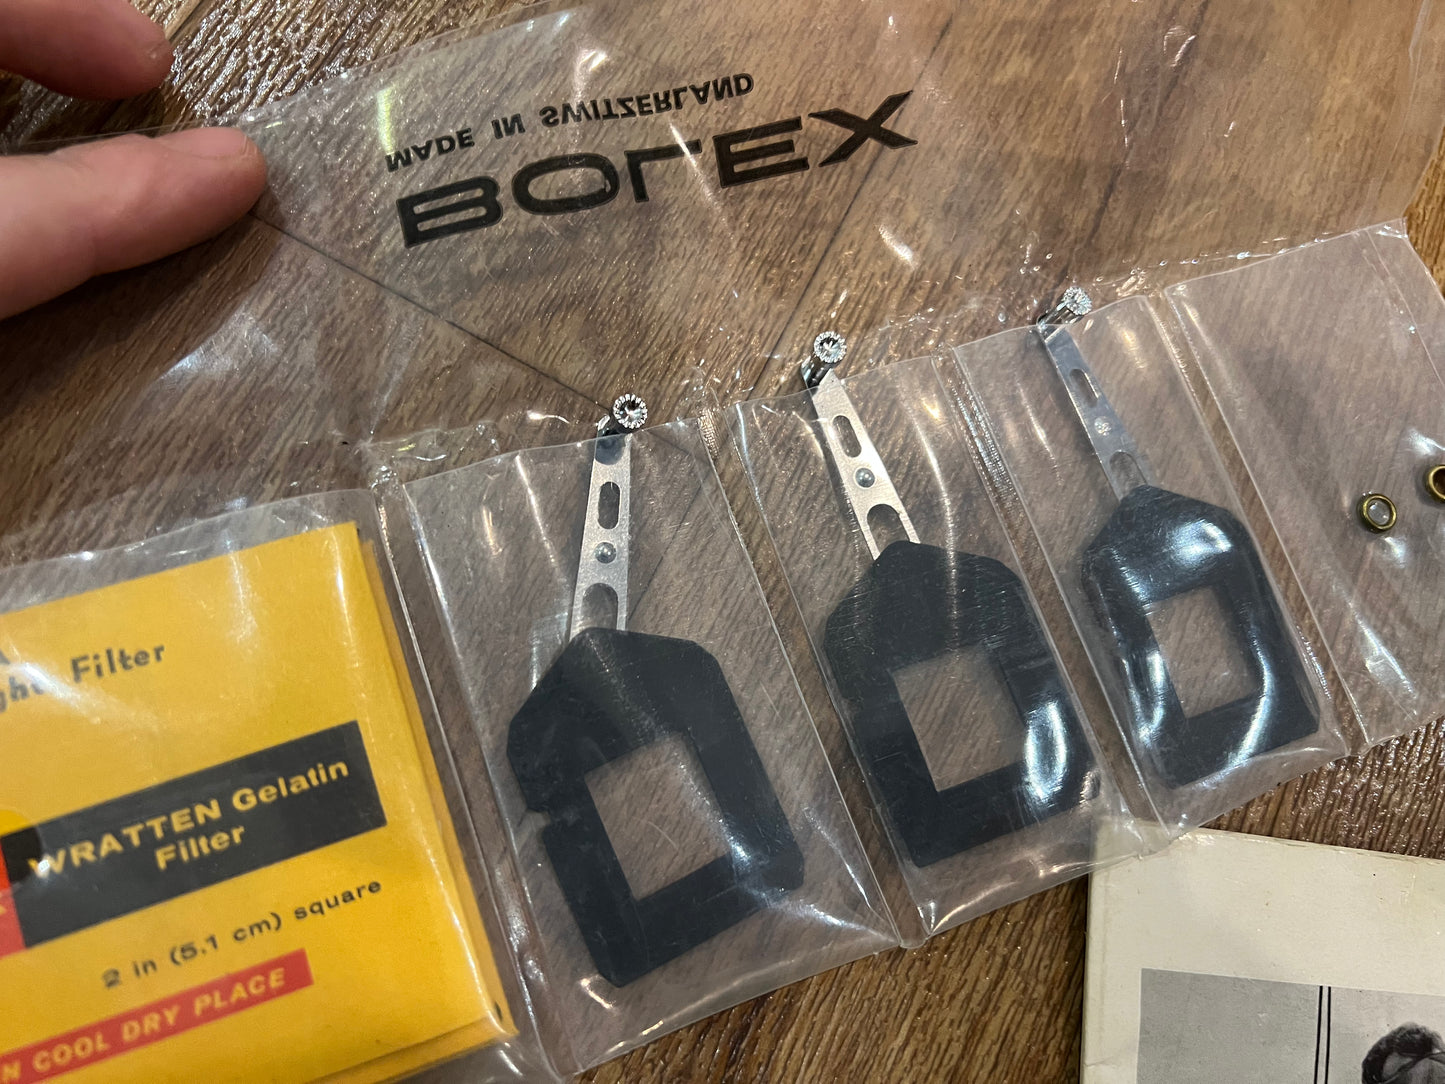 MADE IN SWITZERLAND
BOLEX
Filter
WRATTEN Gelatin
Filter
2 in (5.1 cm) square
COOL DRY PLACE